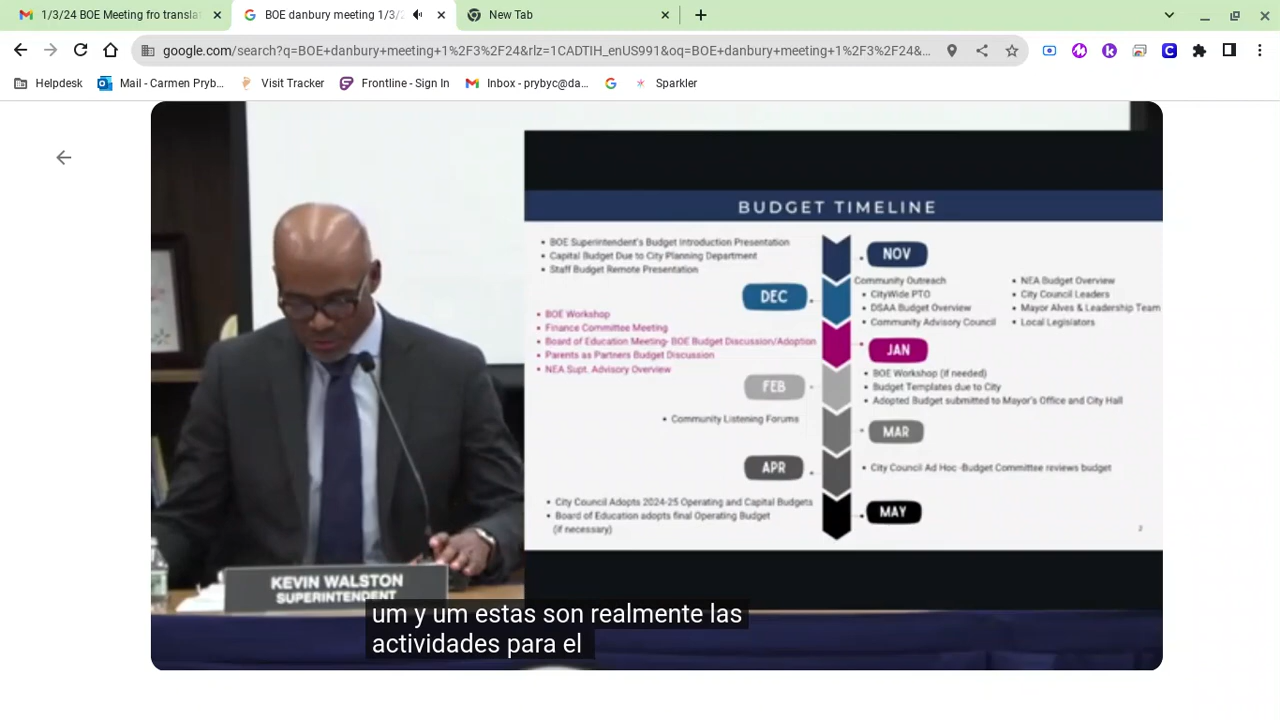 1/3/24 BOE Meeting fro transla
BOE danbury meeting 1/3/2
New Tab
google.com/search?q=BOE+danbury+meeting+1%2F3%2F24&rlz=1CADTIH_enUS991&oq=BOE+danbury+meeting+1%2F3%2F24&...
Helpdesk
Mail - Carmen Pryb...
Visit Tracker
Frontline - Sign In
Inbox - prybyc@da...
Sparkler
BUDGET TIMELINE
• BOE Superintendent's Budget Introduction Presentation
• Capital Budget Due to City Planning Department
• Staff Budget Remote Presentation
NOV
Community Outreach
• CityWide PTO
• DSAA Budget Overview
• Community Advisory Council
• NEA Budget Overview
• City Council Leaders
• Mayor Alves & Leadership Team
• Local Legislators
DEC
• BOE Workshop
• Finance Committee Meeting
• Board of Education Meeting- BOE Budget Discussion/Adoption
• Parents as Partners Budget Discussion
• NEA Supt. Advisory Overview
JAN
• BOE Workshop (if needed)
• Budget Templates due to City
• Adopted Budget submitted to Mayor's Office and City Hall
FEB
• Community Listening Forums
MAR
• City Council Ad Hoc -Budget Committee reviews budget
APR
• City Council Adopts 2024-25 Operating and Capital Budgets
• Board of Education adopts final Operating Budget
(if necessary)
MAY
2
KEVIN WALSTON
SUPERINTENDENT
um y um estas son realmente las
actividades para el